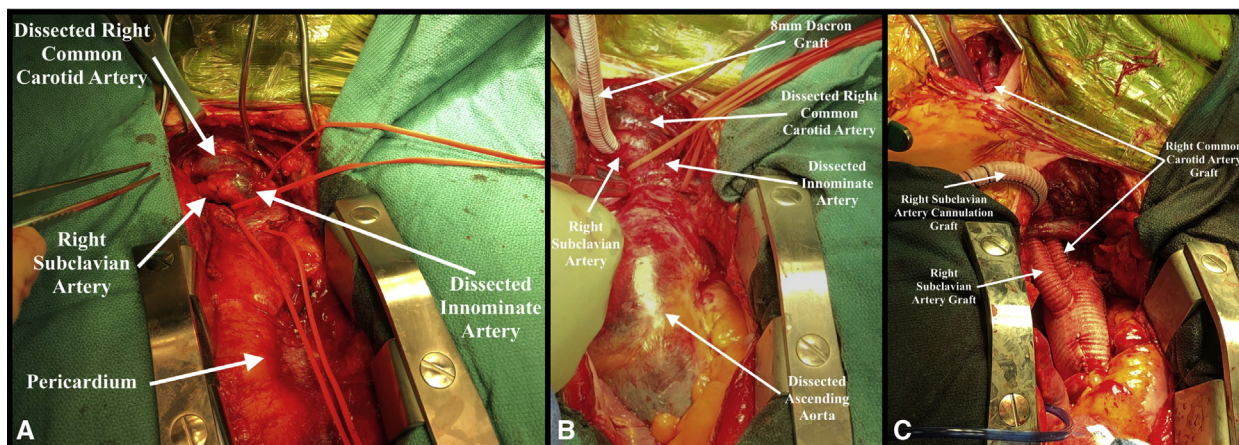 Dissected Right
Common
Carotid Artery
Right
Subclavian
Artery
Dissected
Innominate
Artery
Pericardium
A
8mm Dacron
Graft
Dissected Right
Common
Carotid Artery
Dissected
Innominate
Artery
Right
Subclavian
Artery
Dissected
Ascending
Aorta
B
Right Common
Carotid Artery
Graft
Right Subclavian
Artery Cannulation
Graft
Right
Subclavian
Artery Graft
C